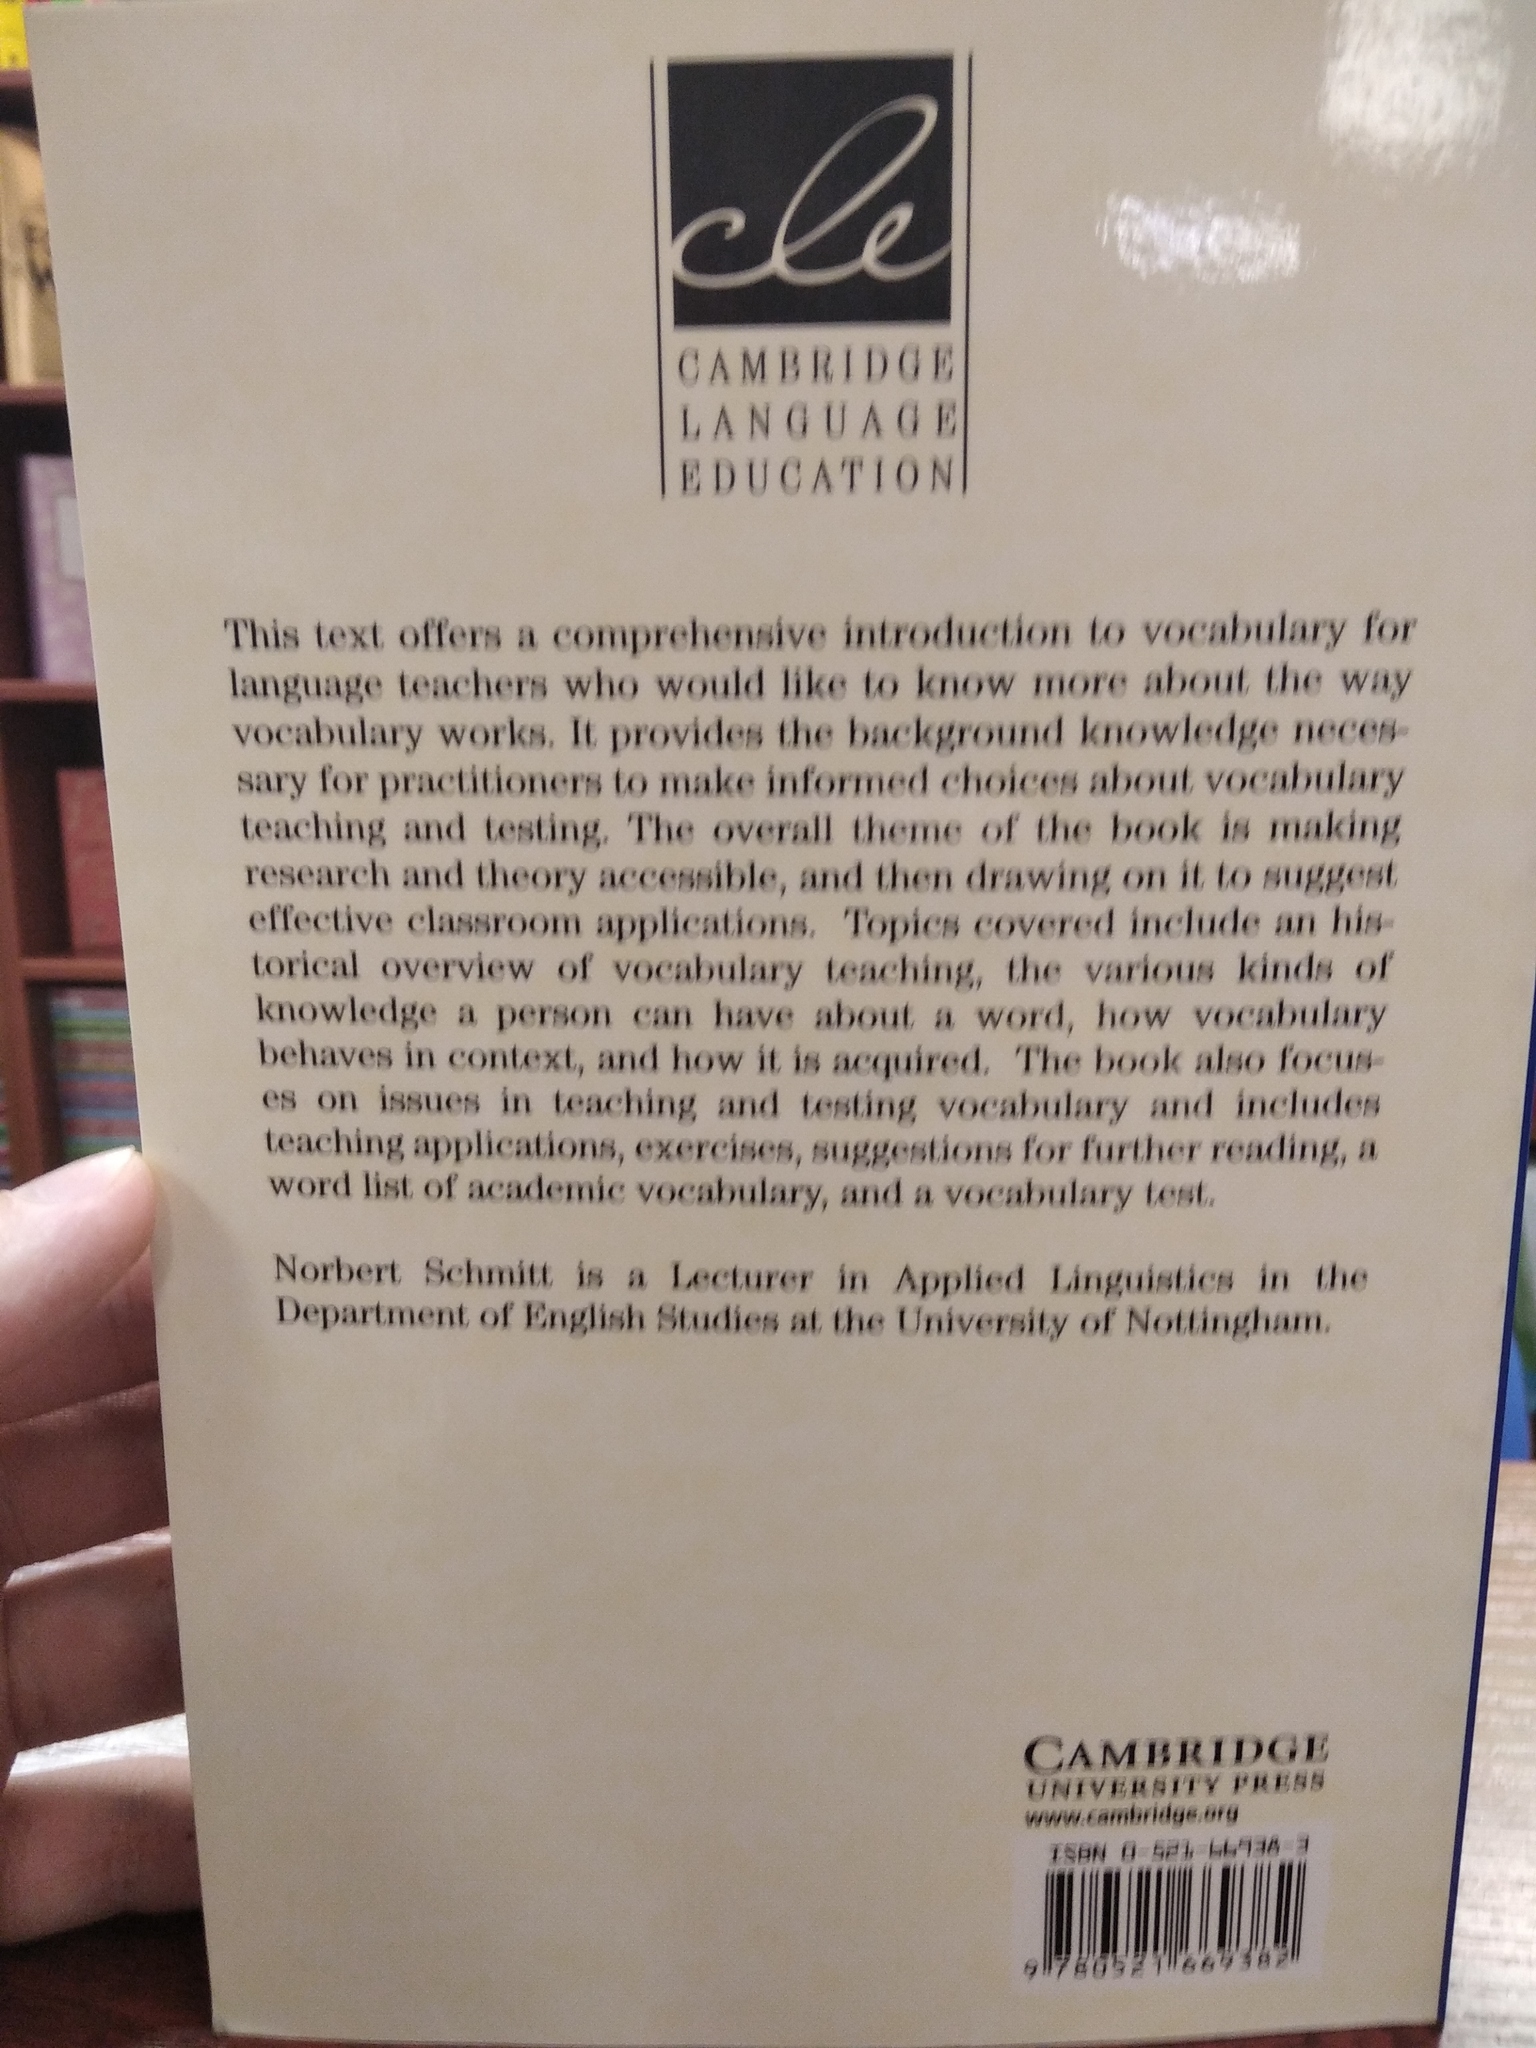 cle
CAMBRIDGE
LANGUAGE
EDUCATION
This text offers a comprehensive introduction to vocabulary for
language teachers who would like to know more about the way
vocabulary works. It provides the background knowledge neces-
sary for practitioners to make informed choices about vocabulary
teaching and testing. The overall theme of the book is making
research and theory accessible, and then drawing on it to suggest
effective classroom applications. Topics covered include an his-
torical overview of vocabulary teaching, the various kinds of
knowledge a person can have about a word, how vocabulary
behaves in context, and how it is acquired. The book also focus-
es on issues in teaching and testing vocabulary and includes
teaching applications, exercises, suggestions for further reading, a
word list of academic vocabulary, and a vocabulary test.
Norbert Schmitt is a Lecturer in Applied Linguistics in the
Department of English Studies at the University of Nottingham.
CAMBRIDGE
UNIVERSITY PRESS
www.cambridge.org
ISBN 0-521-66938-3
9 780521 669382